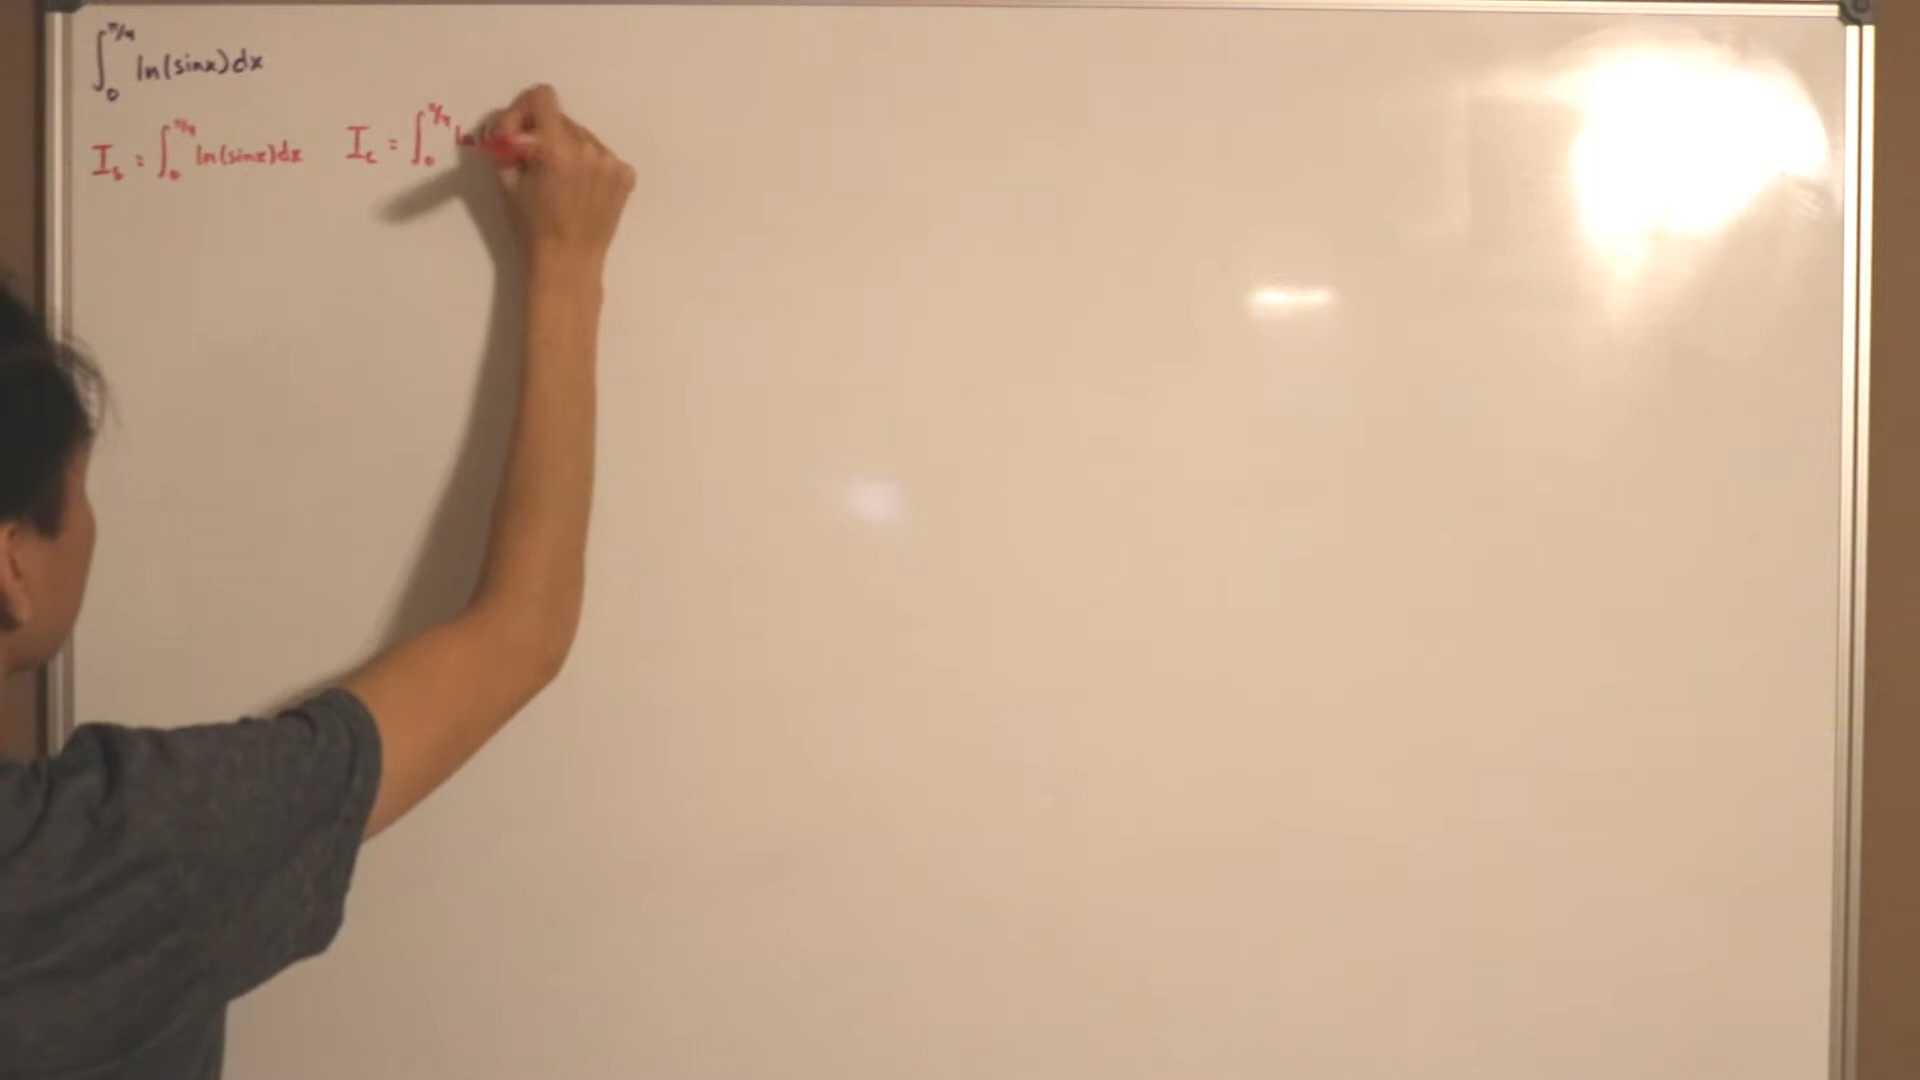 ∫₀^{π/4} ln(sinx)dx
I_s = ∫₀^{π/4} ln(sinx)dx I_c = ∫₀^{π/4} ln(